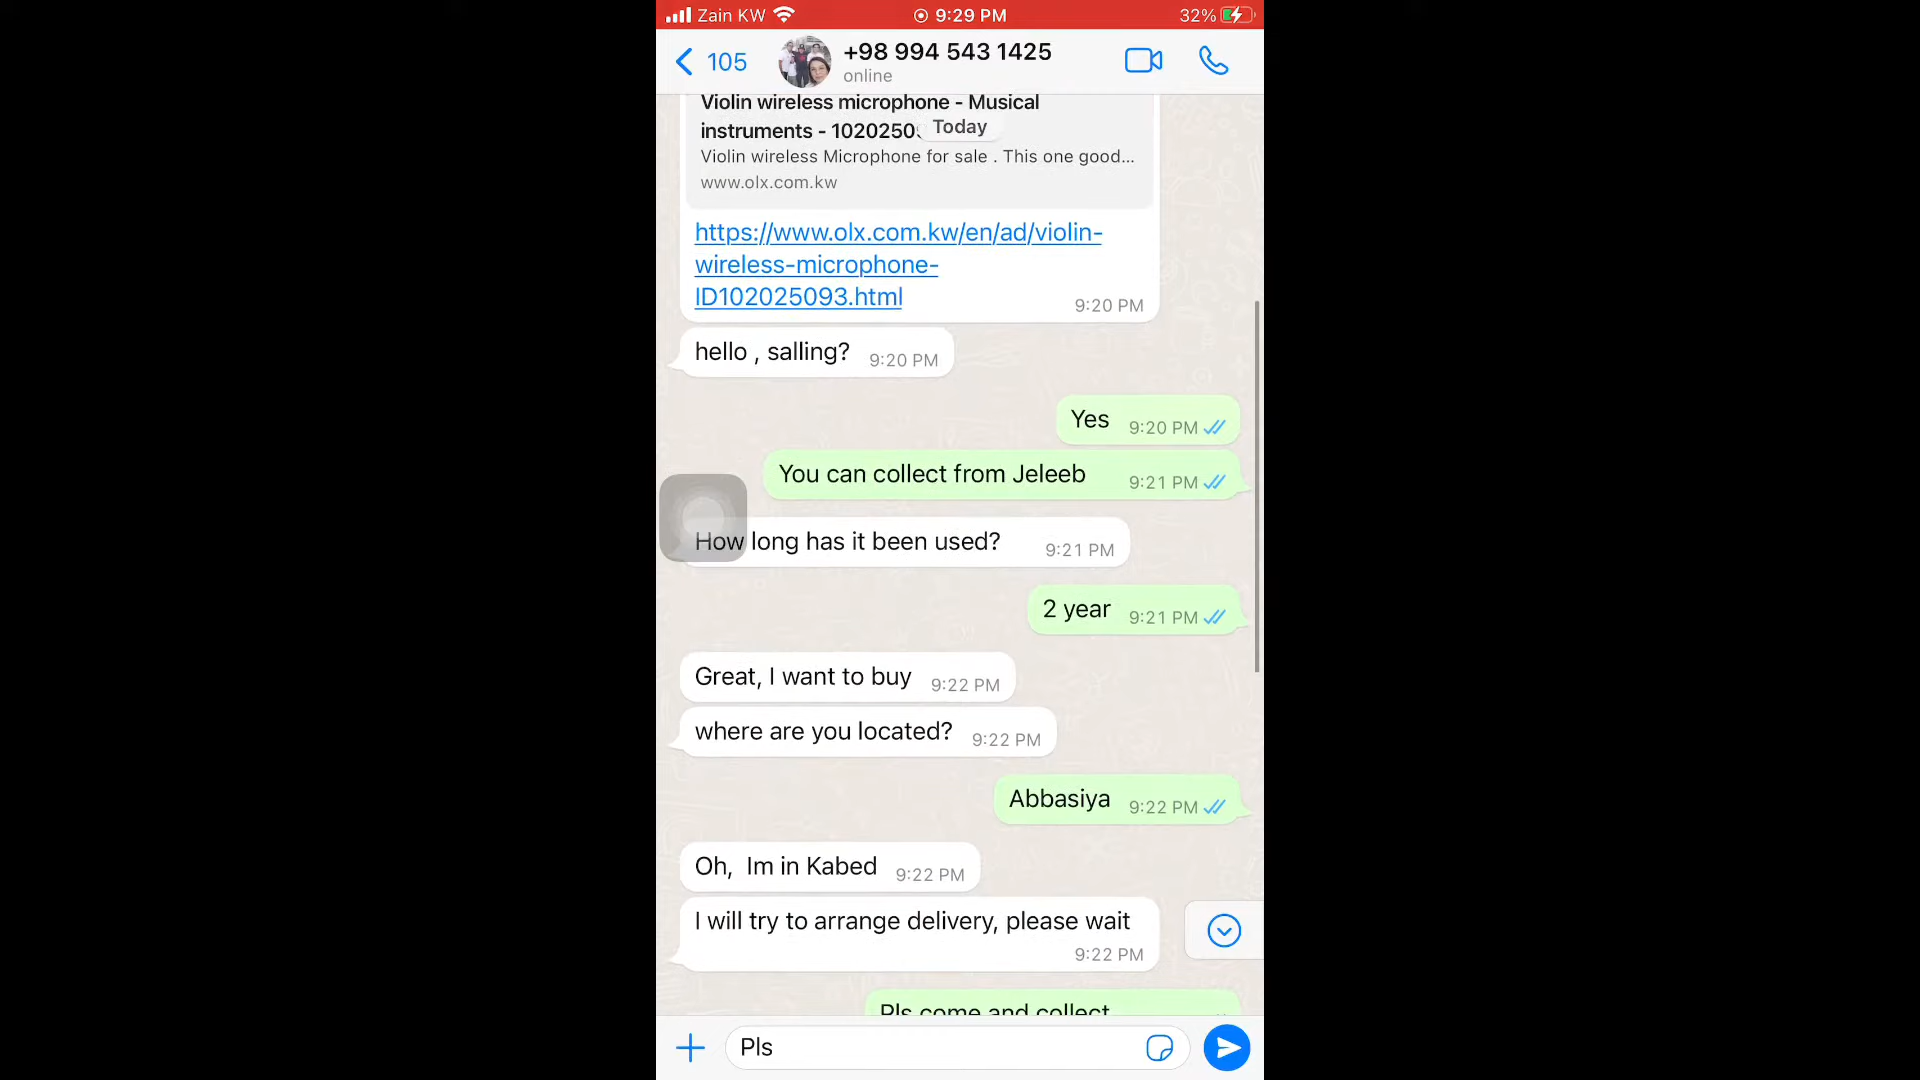 Zain KW
9:29 PM
32%
105
+98 994 543 1425
online
Violin wireless microphone - Musical
instruments - 1020250
Today
Violin wireless Microphone for sale . This one good...
www.olx.com.kw
https://www.olx.com.kw/en/ad/violin-
wireless-microphone-
ID102025093.html
9:20 PM
hello , salling? 9:20 PM
Yes 9:20 PM
You can collect from Jeleeb 9:21 PM
How long has it been used? 9:21 PM
2 year 9:21 PM
Great, I want to buy 9:22 PM
where are you located? 9:22 PM
Abbasiya 9:22 PM
Oh,  Im in Kabed 9:22 PM
I will try to arrange delivery, please wait
9:22 PM
Pls come and collect
Pls